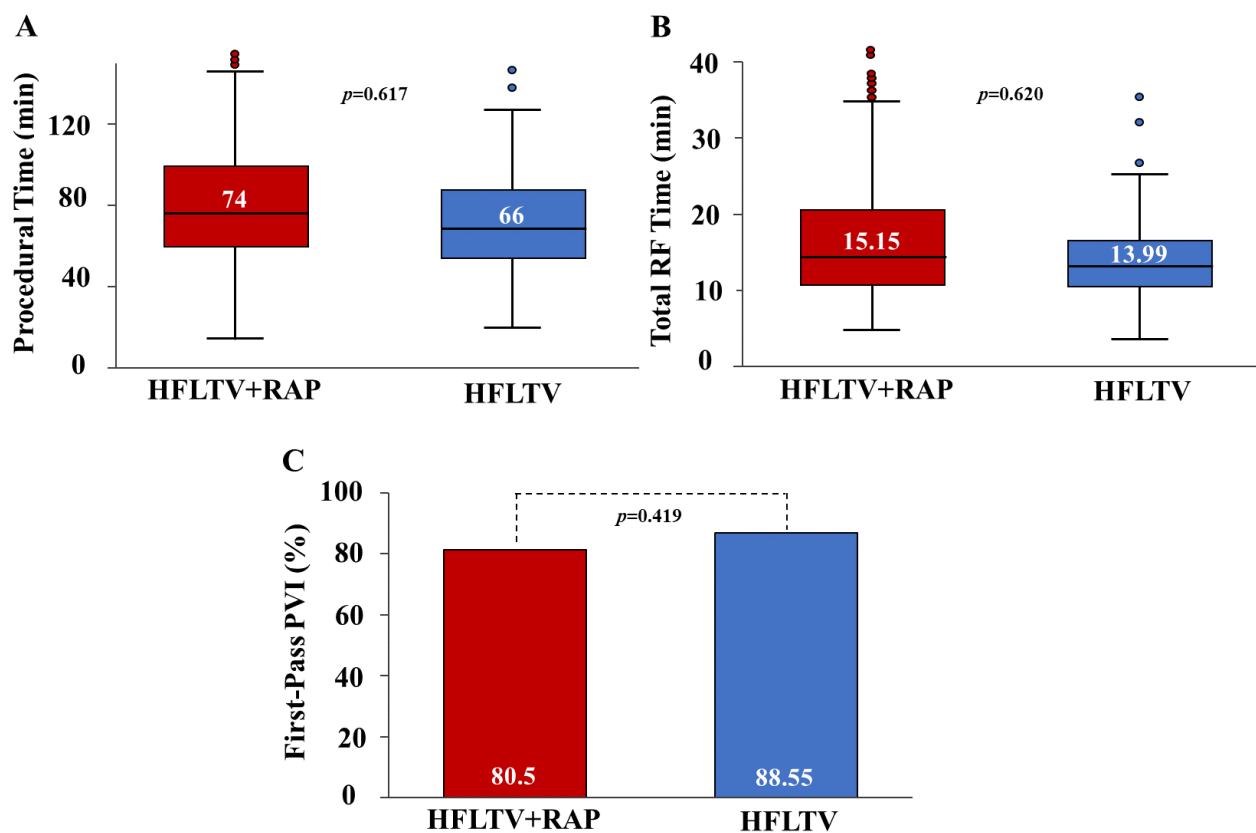 A
Procedural Time (min)
120
80
40
0
p=0.617
74
66
HFLTV+RAP
HFLTV
B
Total RF Time (min)
40
30
20
10
0
p=0.620
15.15
13.99
HFLTV+RAP
HFLTV
C
First-Pass PVI (%)
100
80
60
40
20
0
p=0.419
80.5
88.55
HFLTV+RAP
HFLTV